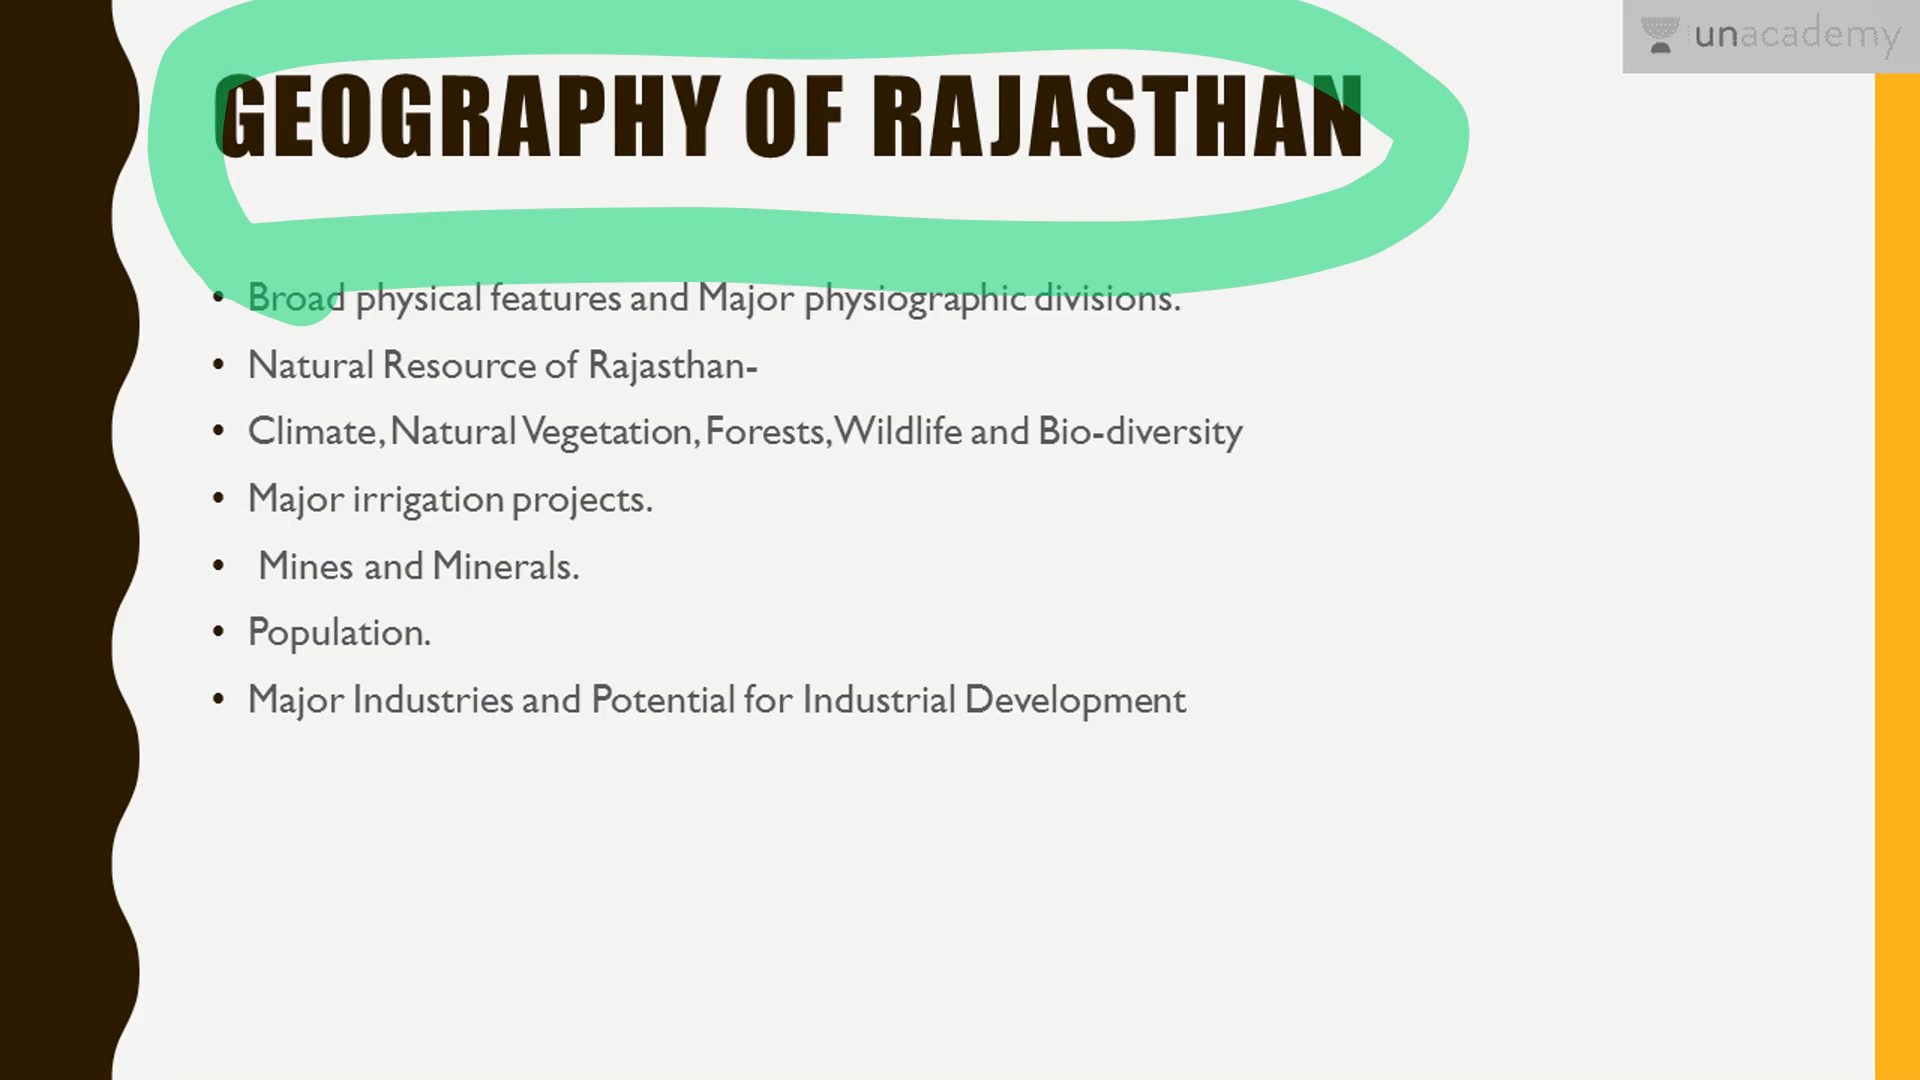 unacademy
GEOGRAPHY OF RAJASTHAN
• Broad physical features and Major physiographic divisions.
• Natural Resource of Rajasthan-
• Climate, Natural Vegetation, Forests, Wildlife and Bio-diversity
• Major irrigation projects.
• Mines and Minerals.
• Population.
• Major Industries and Potential for Industrial Development